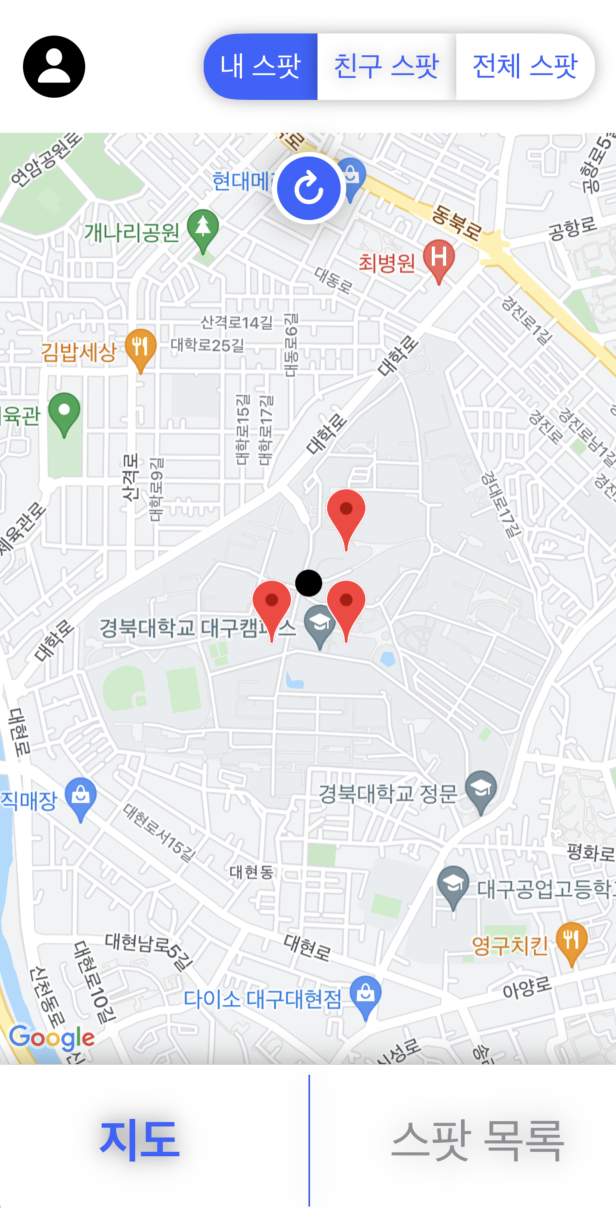 내 스팟
친구 스팟
전체 스팟
연암공원로
현대메
동북로
공항로
개나리공원
최병원
대동로
경진로1길
산격로14길
대학로25길
대동로6길
김밥세상
대학로
육관
대학로15길
대학로17길
대학로
경진로
경진로남1길
산격로
대학로9길
경대로17길
체육관로
경북대학교 대구캠퍼스
대학로
대현로
직매장
경북대학교 정문
대현로서15길
평화로
대현동
대구공업고등학
대현남로5길
대현로
영구치킨
대현로10길
신천동로
다이소 대구대현점
아양로
Google
신성로
지도
스팟 목록